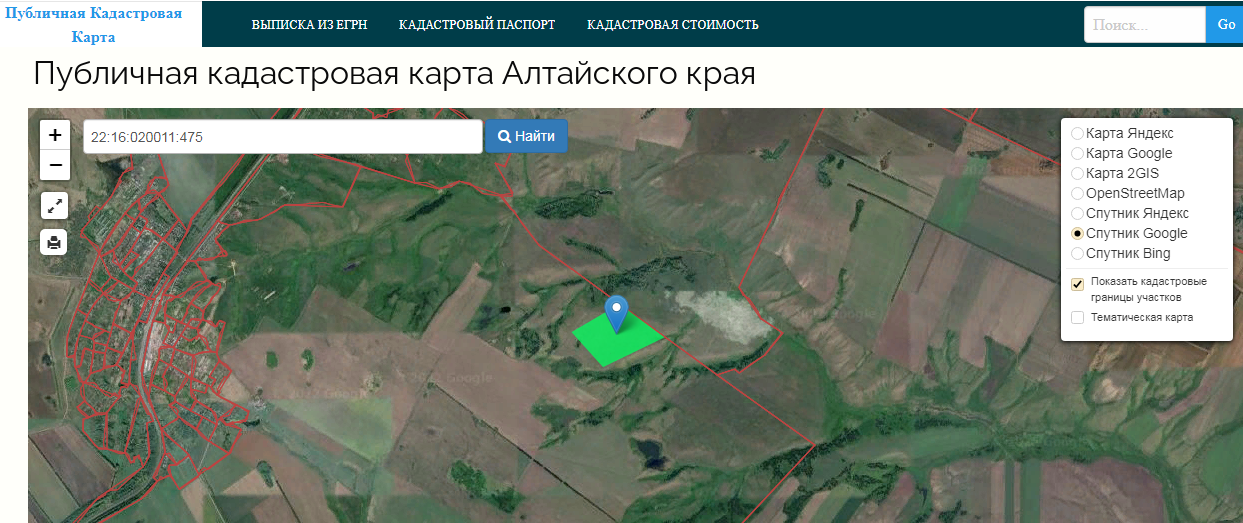 Публичная Кадастровая
Карта
ВЫПИСКА ИЗ ЕГРН
КАДАСТРОВЫЙ ПАСПОРТ
КАДАСТРОВАЯ СТОИМОСТЬ
Поиск...
Go
Публичная кадастровая карта Алтайского края
+
22:16:020011:475
Найти
−
Карта Яндекс
Карта Google
Карта 2GIS
OpenStreetMap
Спутник Яндекс
Спутник Google
Спутник Bing
Показать кадастровые
границы участков
Тематическая карта